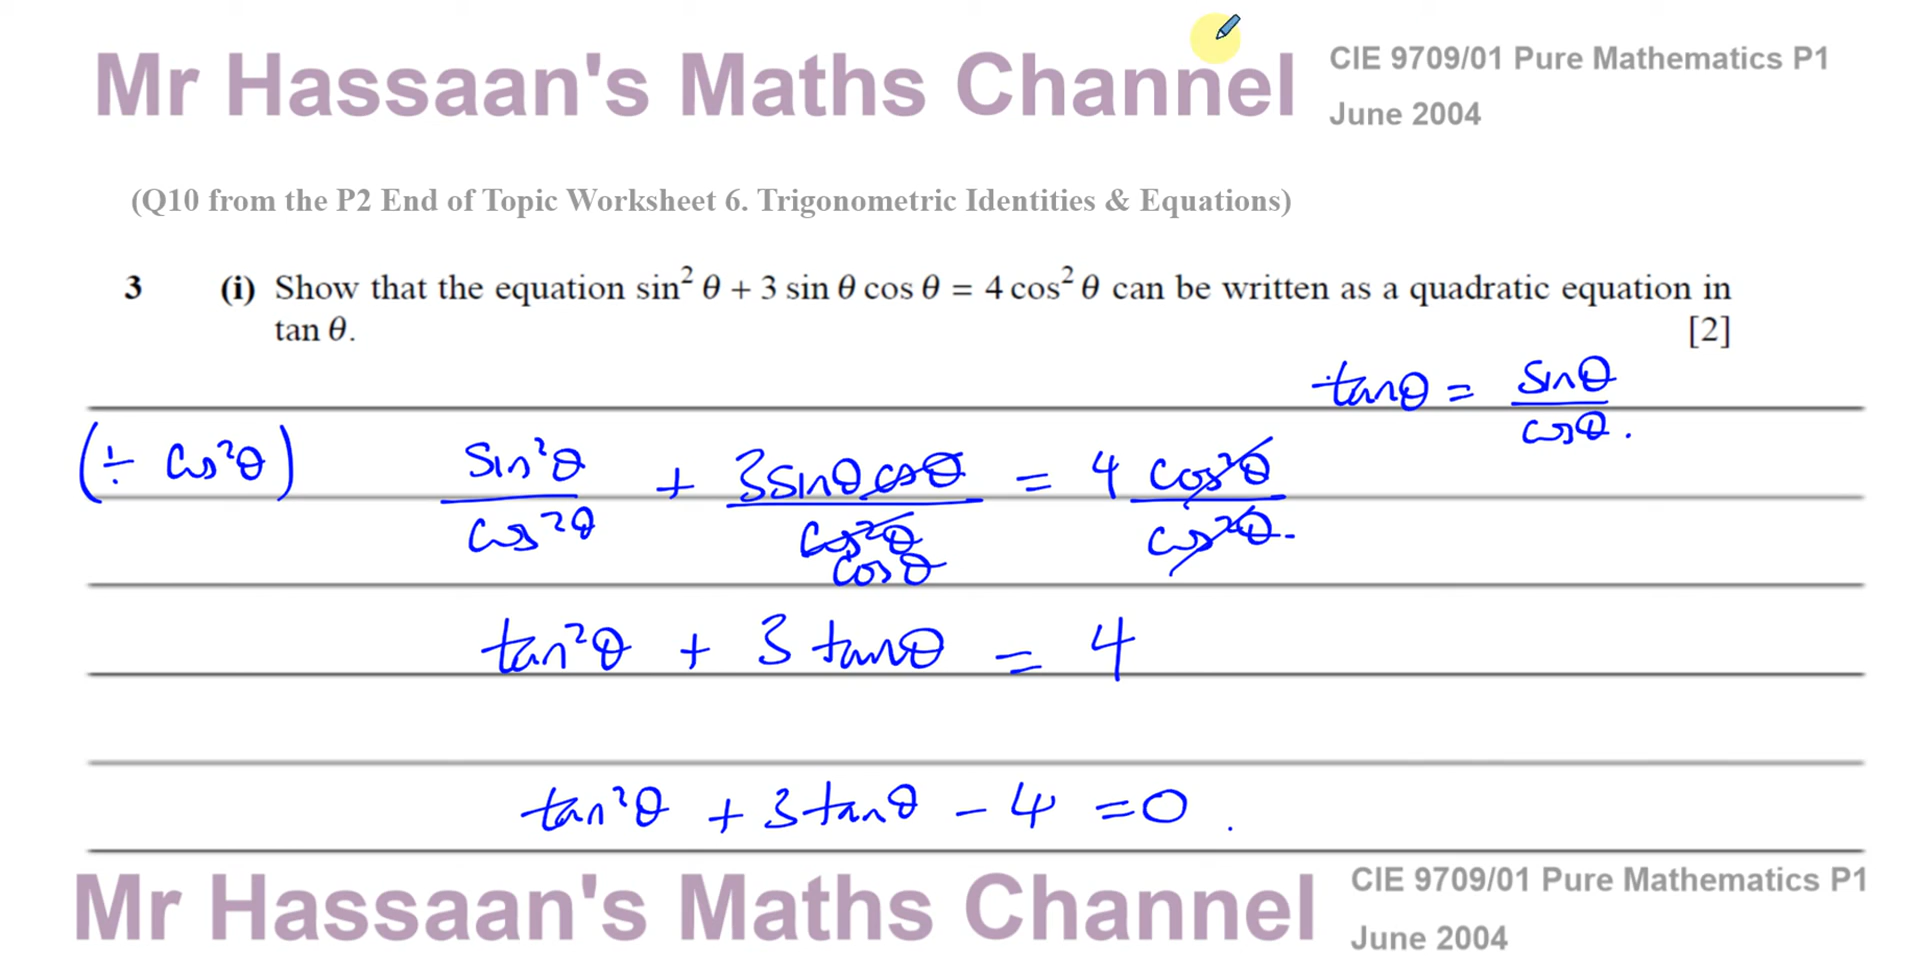 Mr Hassaan's Maths Channel
CIE 9709/01 Pure Mathematics P1
June 2004
(Q10 from the P2 End of Topic Worksheet 6. Trigonometric Identities & Equations)
3 (i) Show that the equation sin² θ + 3 sin θ cos θ = 4 cos² θ can be written as a quadratic equation in
tan θ. [2]
tanθ = sinθ/cosθ.
(÷ cos²θ) sin²θ/cos²θ + 3sinθcosθ/cos²θ = 4 cos²θ/cos²θ.
cosθ
tan²θ + 3 tanθ = 4
tan²θ + 3tanθ - 4 = 0.
Mr Hassaan's Maths Channel
CIE 9709/01 Pure Mathematics P1
June 2004